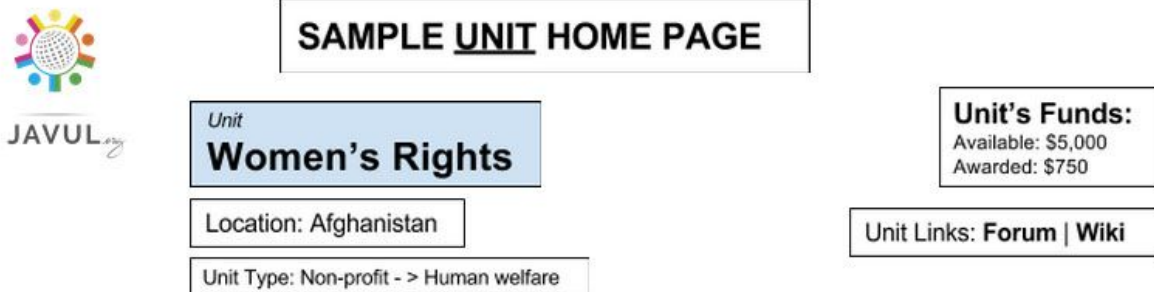 SAMPLE UNIT HOME PAGE
JAVUL.org
Unit
Women's Rights
Location: Afghanistan
Unit Type: Non-profit - > Human welfare
Unit's Funds:
Available: $5,000
Awarded: $750
Unit Links: Forum | Wiki